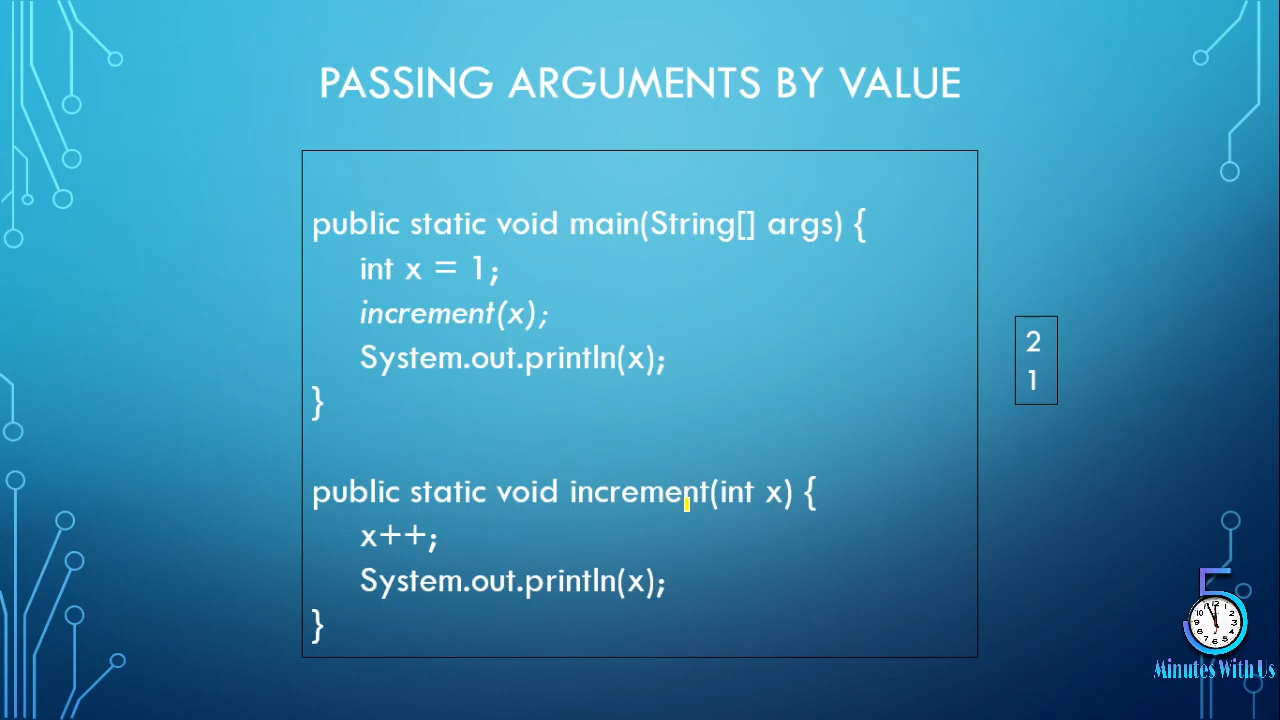 PASSING ARGUMENTS BY VALUE
public static void main(String[] args) {
int x = 1;
increment(x);
System.out.println(x);
}
public static void increment(int x) {
x++;
System.out.println(x);
}
2
1
5
Minutes With Us